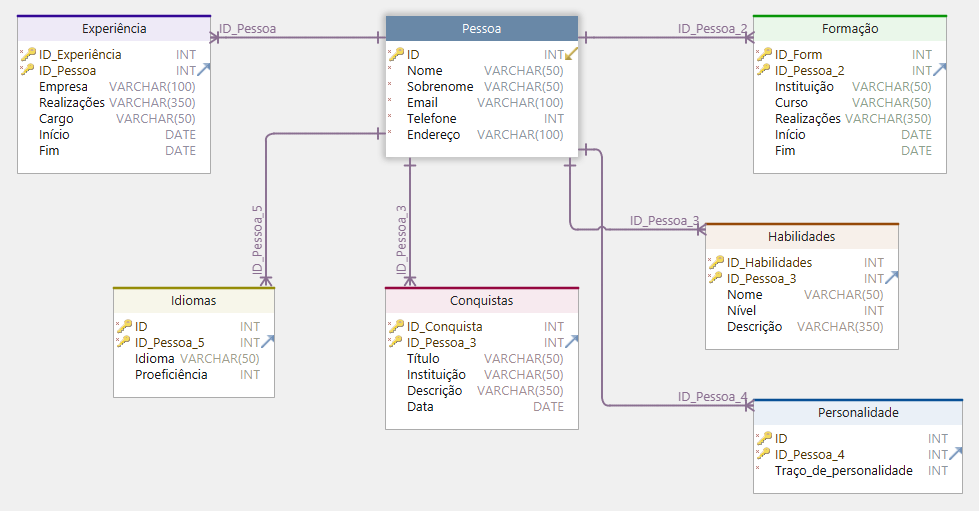 Experiência
ID_Experiência INT
ID_Pessoa INT
Empresa VARCHAR(100)
Realizações VARCHAR(350)
Cargo VARCHAR(50)
Início DATE
Fim DATE
ID_Pessoa
Pessoa
ID INT
Nome VARCHAR(50)
Sobrenome VARCHAR(50)
Email VARCHAR(100)
Telefone INT
Endereço VARCHAR(100)
ID_Pessoa_2
Formação
ID_Form INT
ID_Pessoa_2 INT
Instituição VARCHAR(50)
Curso VARCHAR(50)
Realizações VARCHAR(350)
Início DATE
Fim DATE
ID_Pessoa_5
ID_Pessoa_3
ID_Pessoa_3
Habilidades
ID_Habilidades INT
ID_Pessoa_3 INT
Nome VARCHAR(50)
Nível INT
Descrição VARCHAR(350)
Idiomas
ID INT
ID_Pessoa_5 INT
Idioma VARCHAR(50)
Proeficiência INT
Conquistas
ID_Conquista INT
ID_Pessoa_3 INT
Título VARCHAR(50)
Instituição VARCHAR(50)
Descrição VARCHAR(350)
Data DATE
ID_Pessoa_4
Personalidade
ID INT
ID_Pessoa_4 INT
Traço_de_personalidade INT